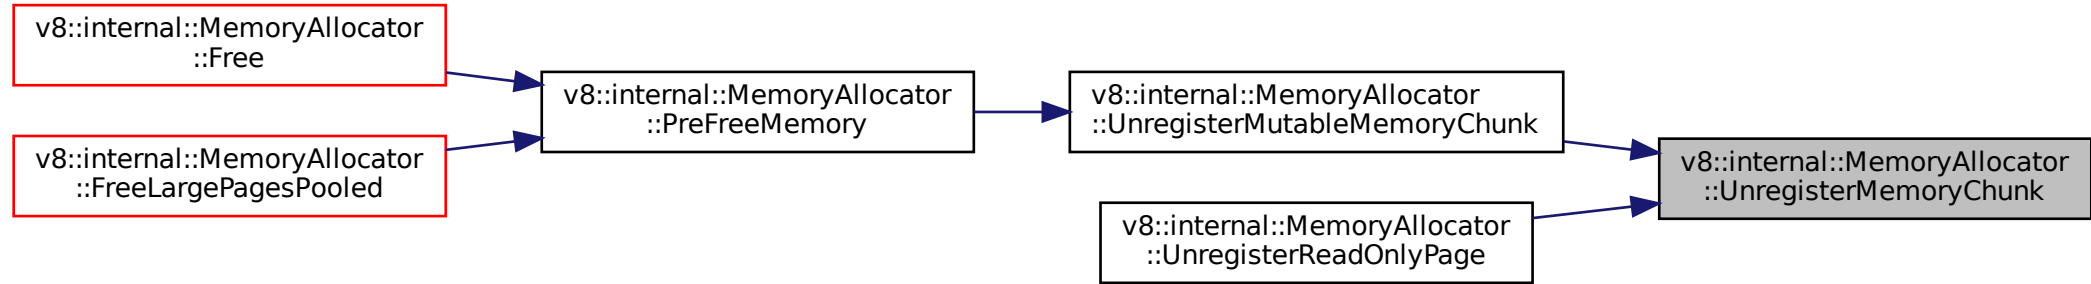 v8::internal::MemoryAllocator
::Free
v8::internal::MemoryAllocator
::FreeLargePagesPooled
v8::internal::MemoryAllocator
::PreFreeMemory
v8::internal::MemoryAllocator
::UnregisterMutableMemoryChunk
v8::internal::MemoryAllocator
::UnregisterReadOnlyPage
v8::internal::MemoryAllocator
::UnregisterMemoryChunk